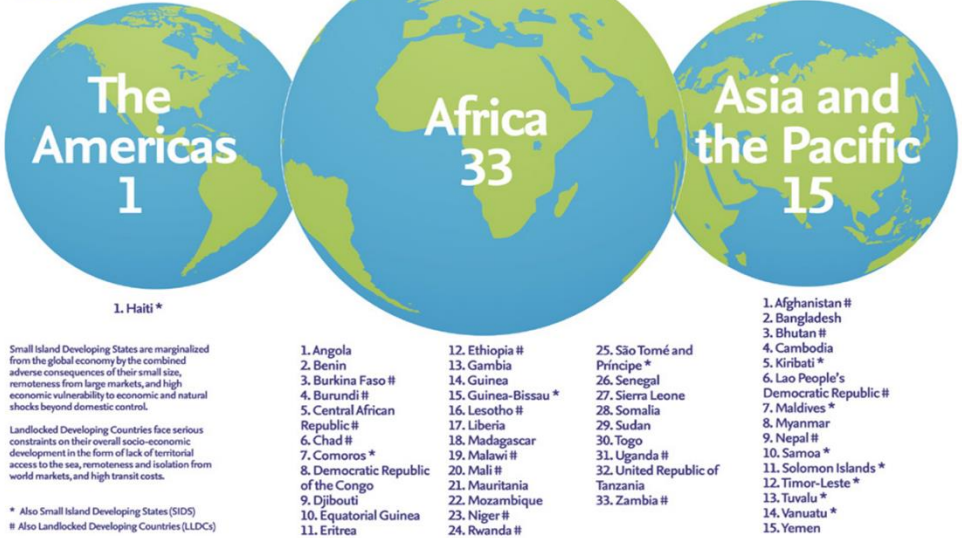 The
Americas
1
Africa
33
Asia and
the Pacific
15
1. Haiti *
Small Island Developing States are marginalized
from the global economy by the combined
adverse consequences of their small size,
remoteness from large markets, and high
economic vulnerability to economic and natural
shocks beyond domestic control.
Landlocked Developing Countries face serious
constraints on their overall socio-economic
development in the form of lack of territorial
access to the sea, remoteness and isolation from
world markets, and high transit costs.
* Also Small Island Developing States (SIDS)
# Also Landlocked Developing Countries (LLDCs)
1. Angola
2. Benin
3. Burkina Faso #
4. Burundi #
5. Central African
Republic #
6. Chad #
7. Comoros *
8. Democratic Republic
of the Congo
9. Djibouti
10. Equatorial Guinea
11. Eritrea
12. Ethiopia #
13. Gambia
14. Guinea
15. Guinea-Bissau *
16. Lesotho #
17. Liberia
18. Madagascar
19. Malawi #
20. Mali #
21. Mauritania
22. Mozambique
23. Niger #
24. Rwanda #
25. São Tomé and
Príncipe *
26. Senegal
27. Sierra Leone
28. Somalia
29. Sudan
30. Togo
31. Uganda #
32. United Republic of
Tanzania
33. Zambia #
1. Afghanistan #
2. Bangladesh
3. Bhutan #
4. Cambodia
5. Kiribati *
6. Lao People's
Democratic Republic #
7. Maldives *
8. Myanmar
9. Nepal #
10. Samoa *
11. Solomon Islands *
12. Timor-Leste *
13. Tuvalu *
14. Vanuatu *
15. Yemen